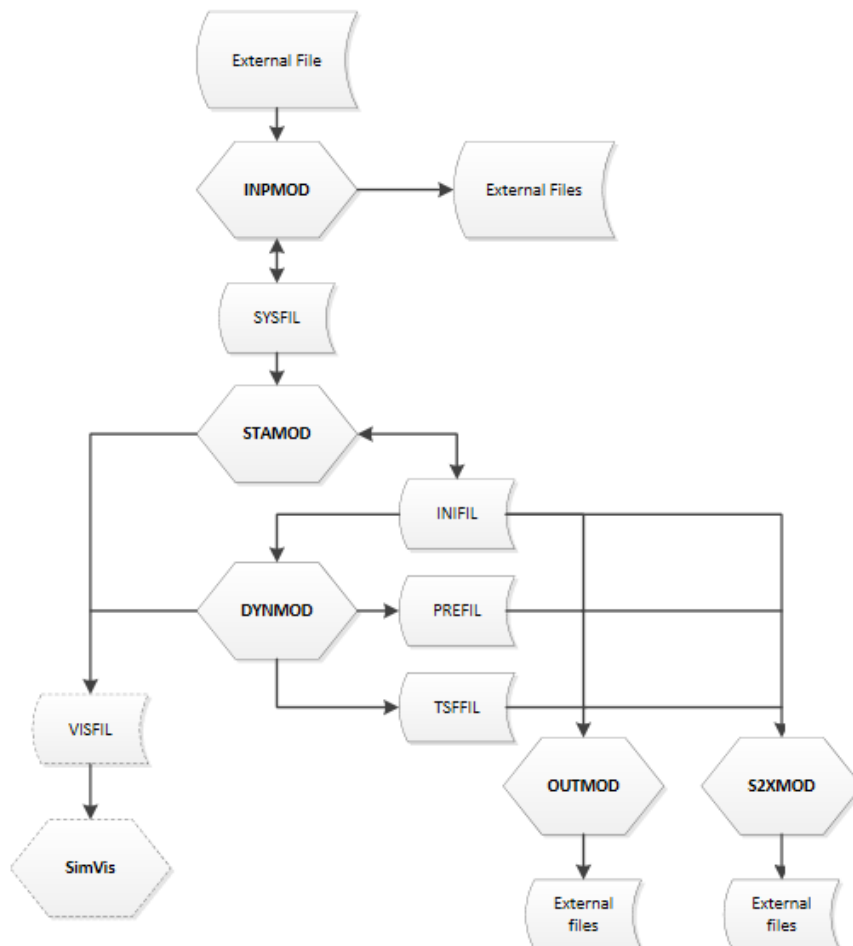 External File
INPMOD
External Files
SYSFIL
STAMOD
INIFIL
DYNMOD
PREFIL
TSFFIL
VISFIL
OUTMOD
S2XMOD
SimVis
External
files
External
files